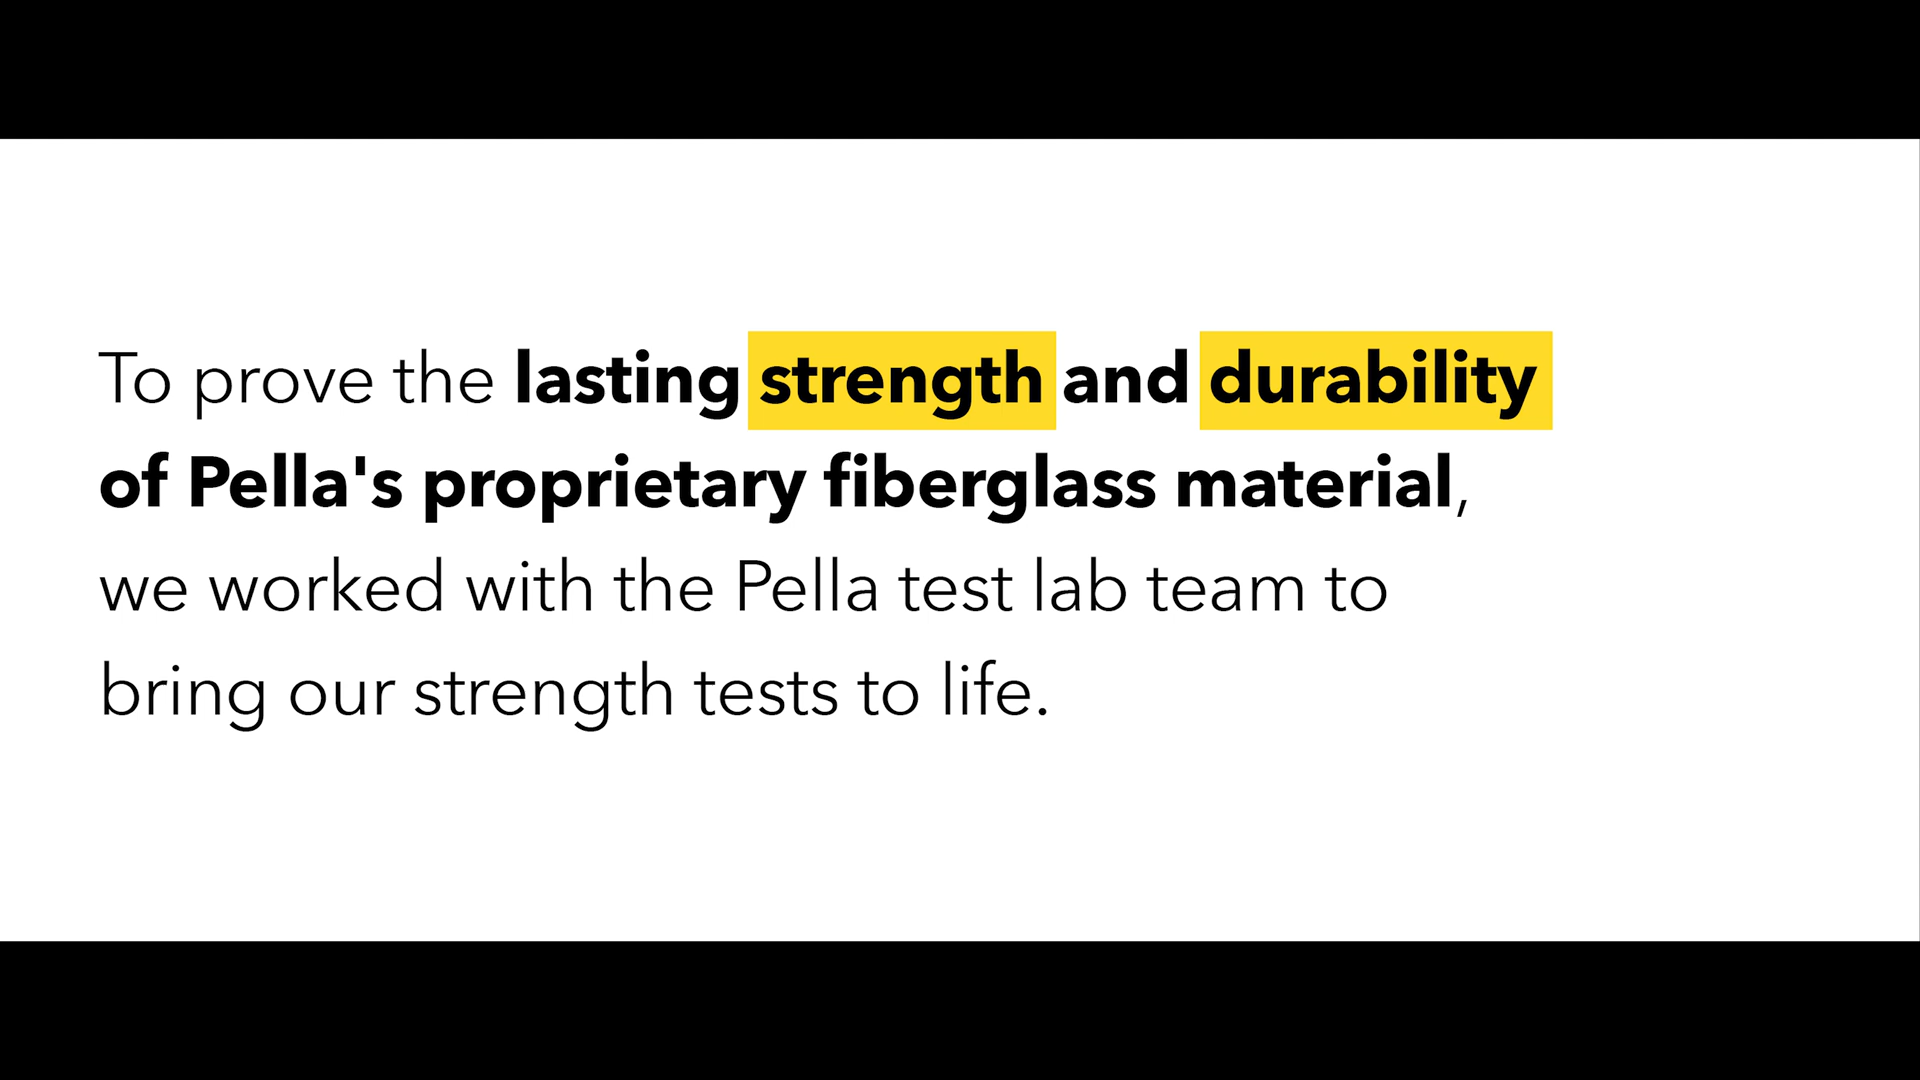 To prove the lasting strength and durability
of Pella's proprietary fiberglass material,
we worked with the Pella test lab team to
bring our strength tests to life.